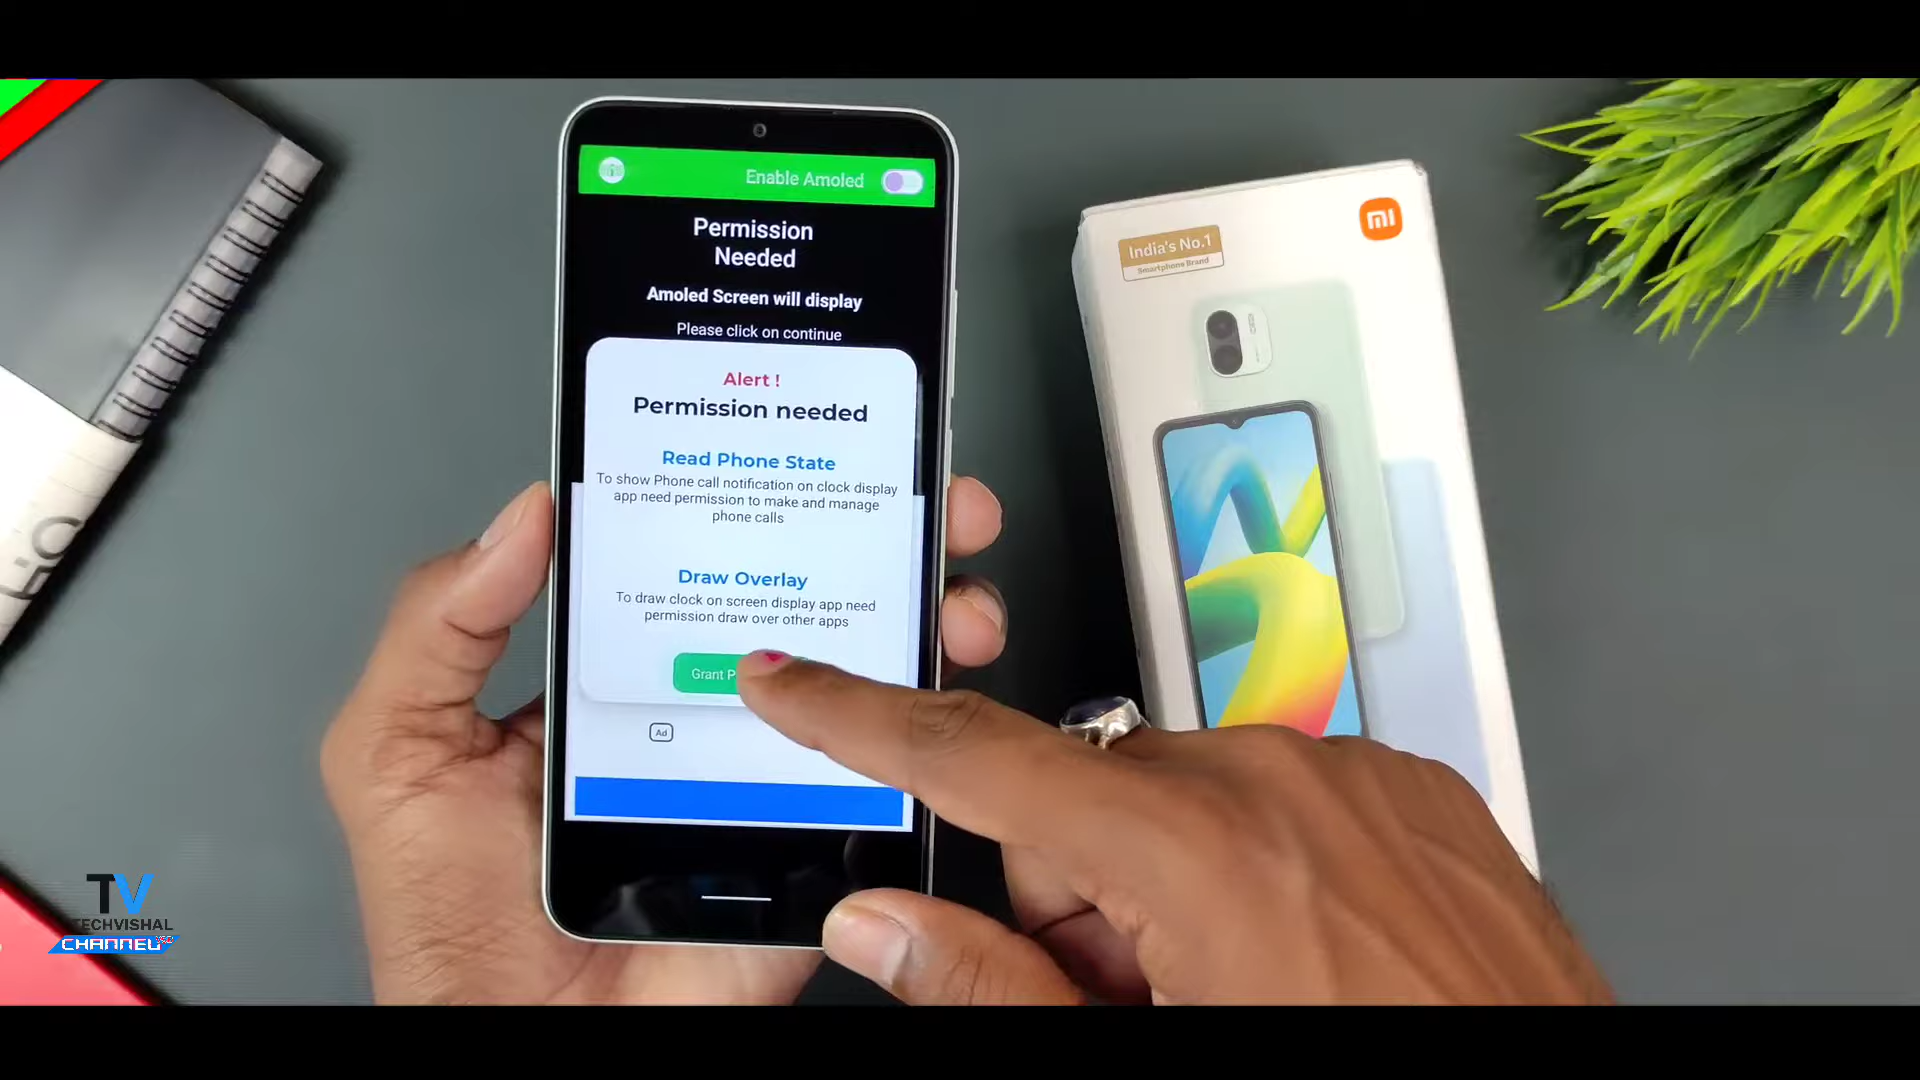 Enable Amoled
Permission
Needed
Amoled Screen will display
Please click on continue
Alert !
Permission needed
Read Phone State
To show Phone call notification on clock display
app need permission to make and manage
phone calls
Draw Overlay
To draw clock on screen display app need
permission draw over other apps
Grant P
Ad
India's No.1
Smartphone Brand
mi
TV
TECHVISHAL
CHANNEL